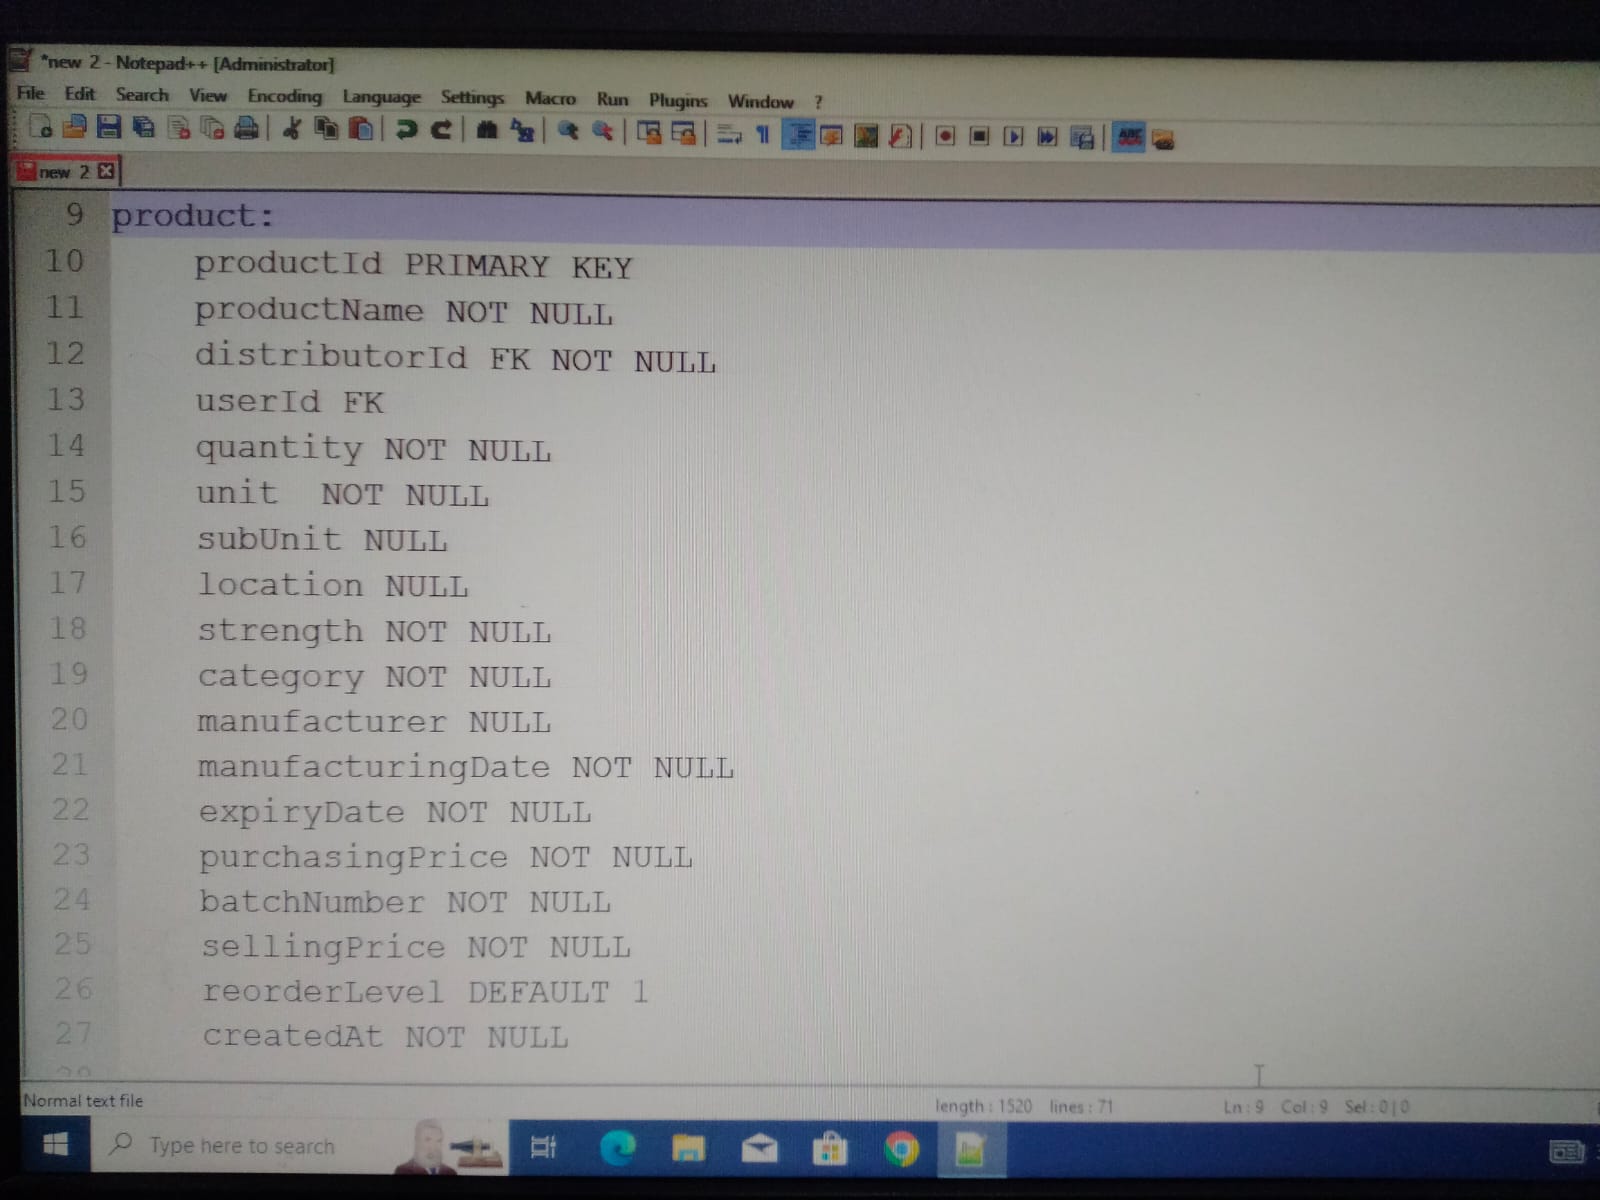 *new 2 - Notepad++ [Administrator]
File Edit Search View Encoding Language Settings Macro Run Plugins Window ?
ABC
new 2
9 product:
10 productId PRIMARY KEY
11 productName NOT NULL
12 distributorId FK NOT NULL
13 userId FK
14 quantity NOT NULL
15 unit  NOT NULL
16 subUnit NULL
17 location NULL
18 strength NOT NULL
19 category NOT NULL
20 manufacturer NULL
21 manufacturingDate NOT NULL
22 expiryDate NOT NULL
23 purchasingPrice NOT NULL
24 batchNumber NOT NULL
25 sellingPrice NOT NULL
26 reorderLevel DEFAULT 1
27 createdAt NOT NULL
Normal text file length : 1520 lines : 71 Ln : 9 Col : 9 Sel : 0 | 0
Type here to search